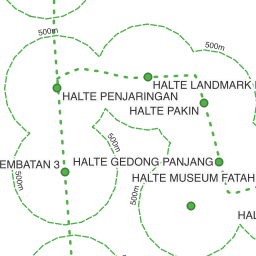 500m
500m
HALTE LANDMARK
HALTE PENJARINGAN
HALTE PAKIN
500m
EMBATAN 3
HALTE GEDONG PANJANG
500m
HALTE MUSEUM FATAH
500m
HAL